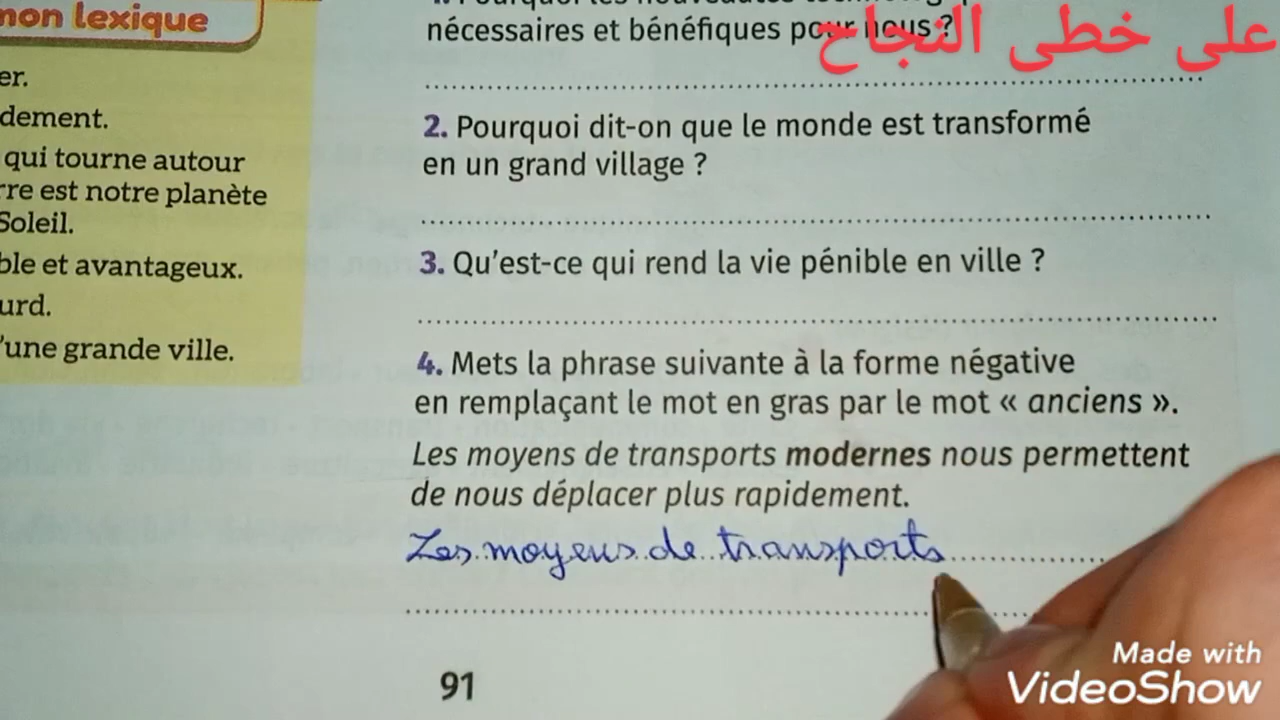 mon lexique
er.
dement.
qui tourne autour
rre est notre planète
Soleil.
ble et avantageux.
urd.
'une grande ville.
nécessaires et bénéfiques pour nous ?
على خطى النجاح
2. Pourquoi dit-on que le monde est transformé
en un grand village ?
3. Qu'est-ce qui rend la vie pénible en ville ?
4. Mets la phrase suivante à la forme négative
en remplaçant le mot en gras par le mot « anciens ».
Les moyens de transports modernes nous permettent
de nous déplacer plus rapidement.
Les moyens de transports
91
Made with
VideoShow